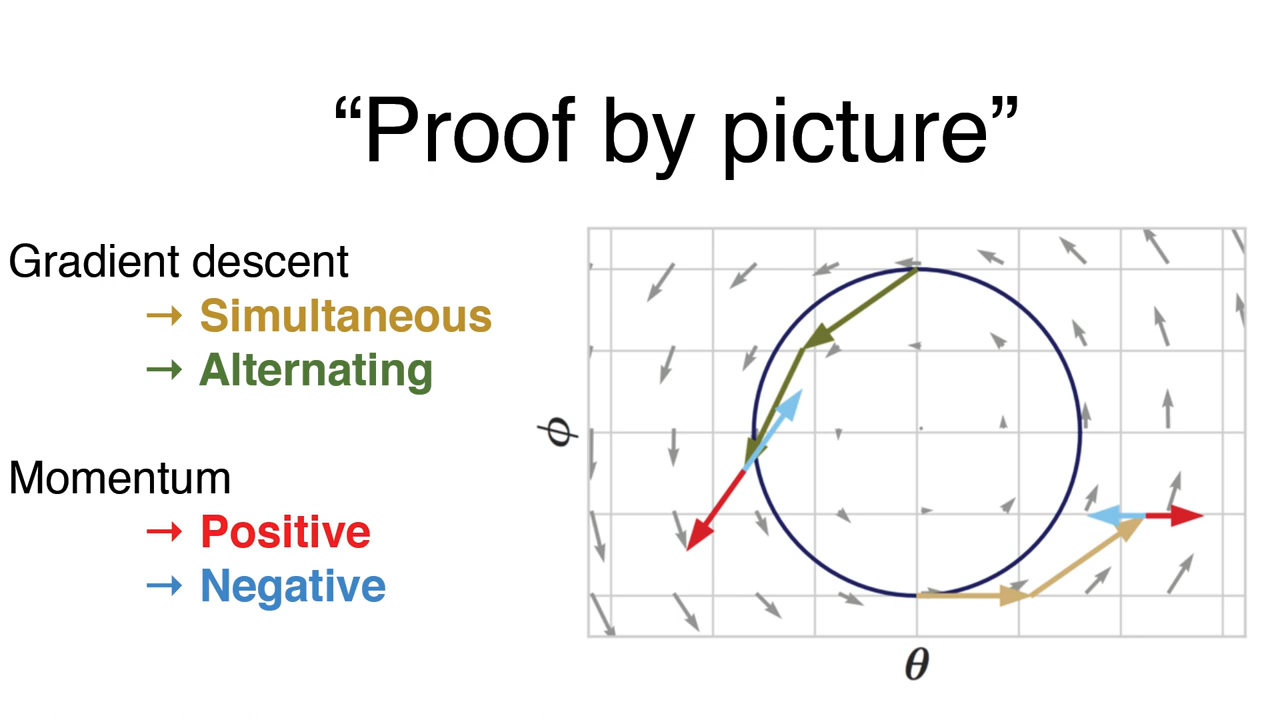 “Proof by picture”
Gradient descent
→ Simultaneous
→ Alternating
Momentum
→ Positive
→ Negative
ϕ
θ